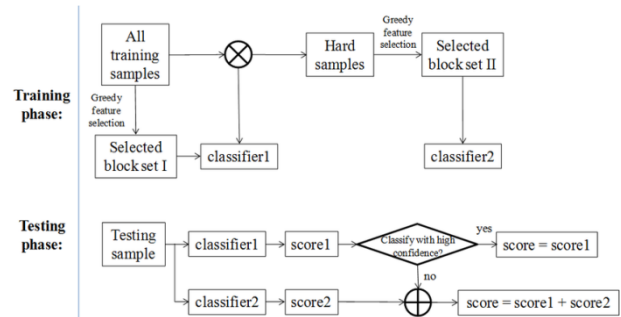 Training
phase:
All
training
samples
Greedy
feature
selection
Selected
block set I
classifier1
Hard
samples
Greedy
feature
selection
Selected
block set II
classifier2
Testing
phase:
Testing
sample
classifier1
score1
Classify with high
confidence?
yes
score = score1
no
classifier2
score2
score = score1 + score2